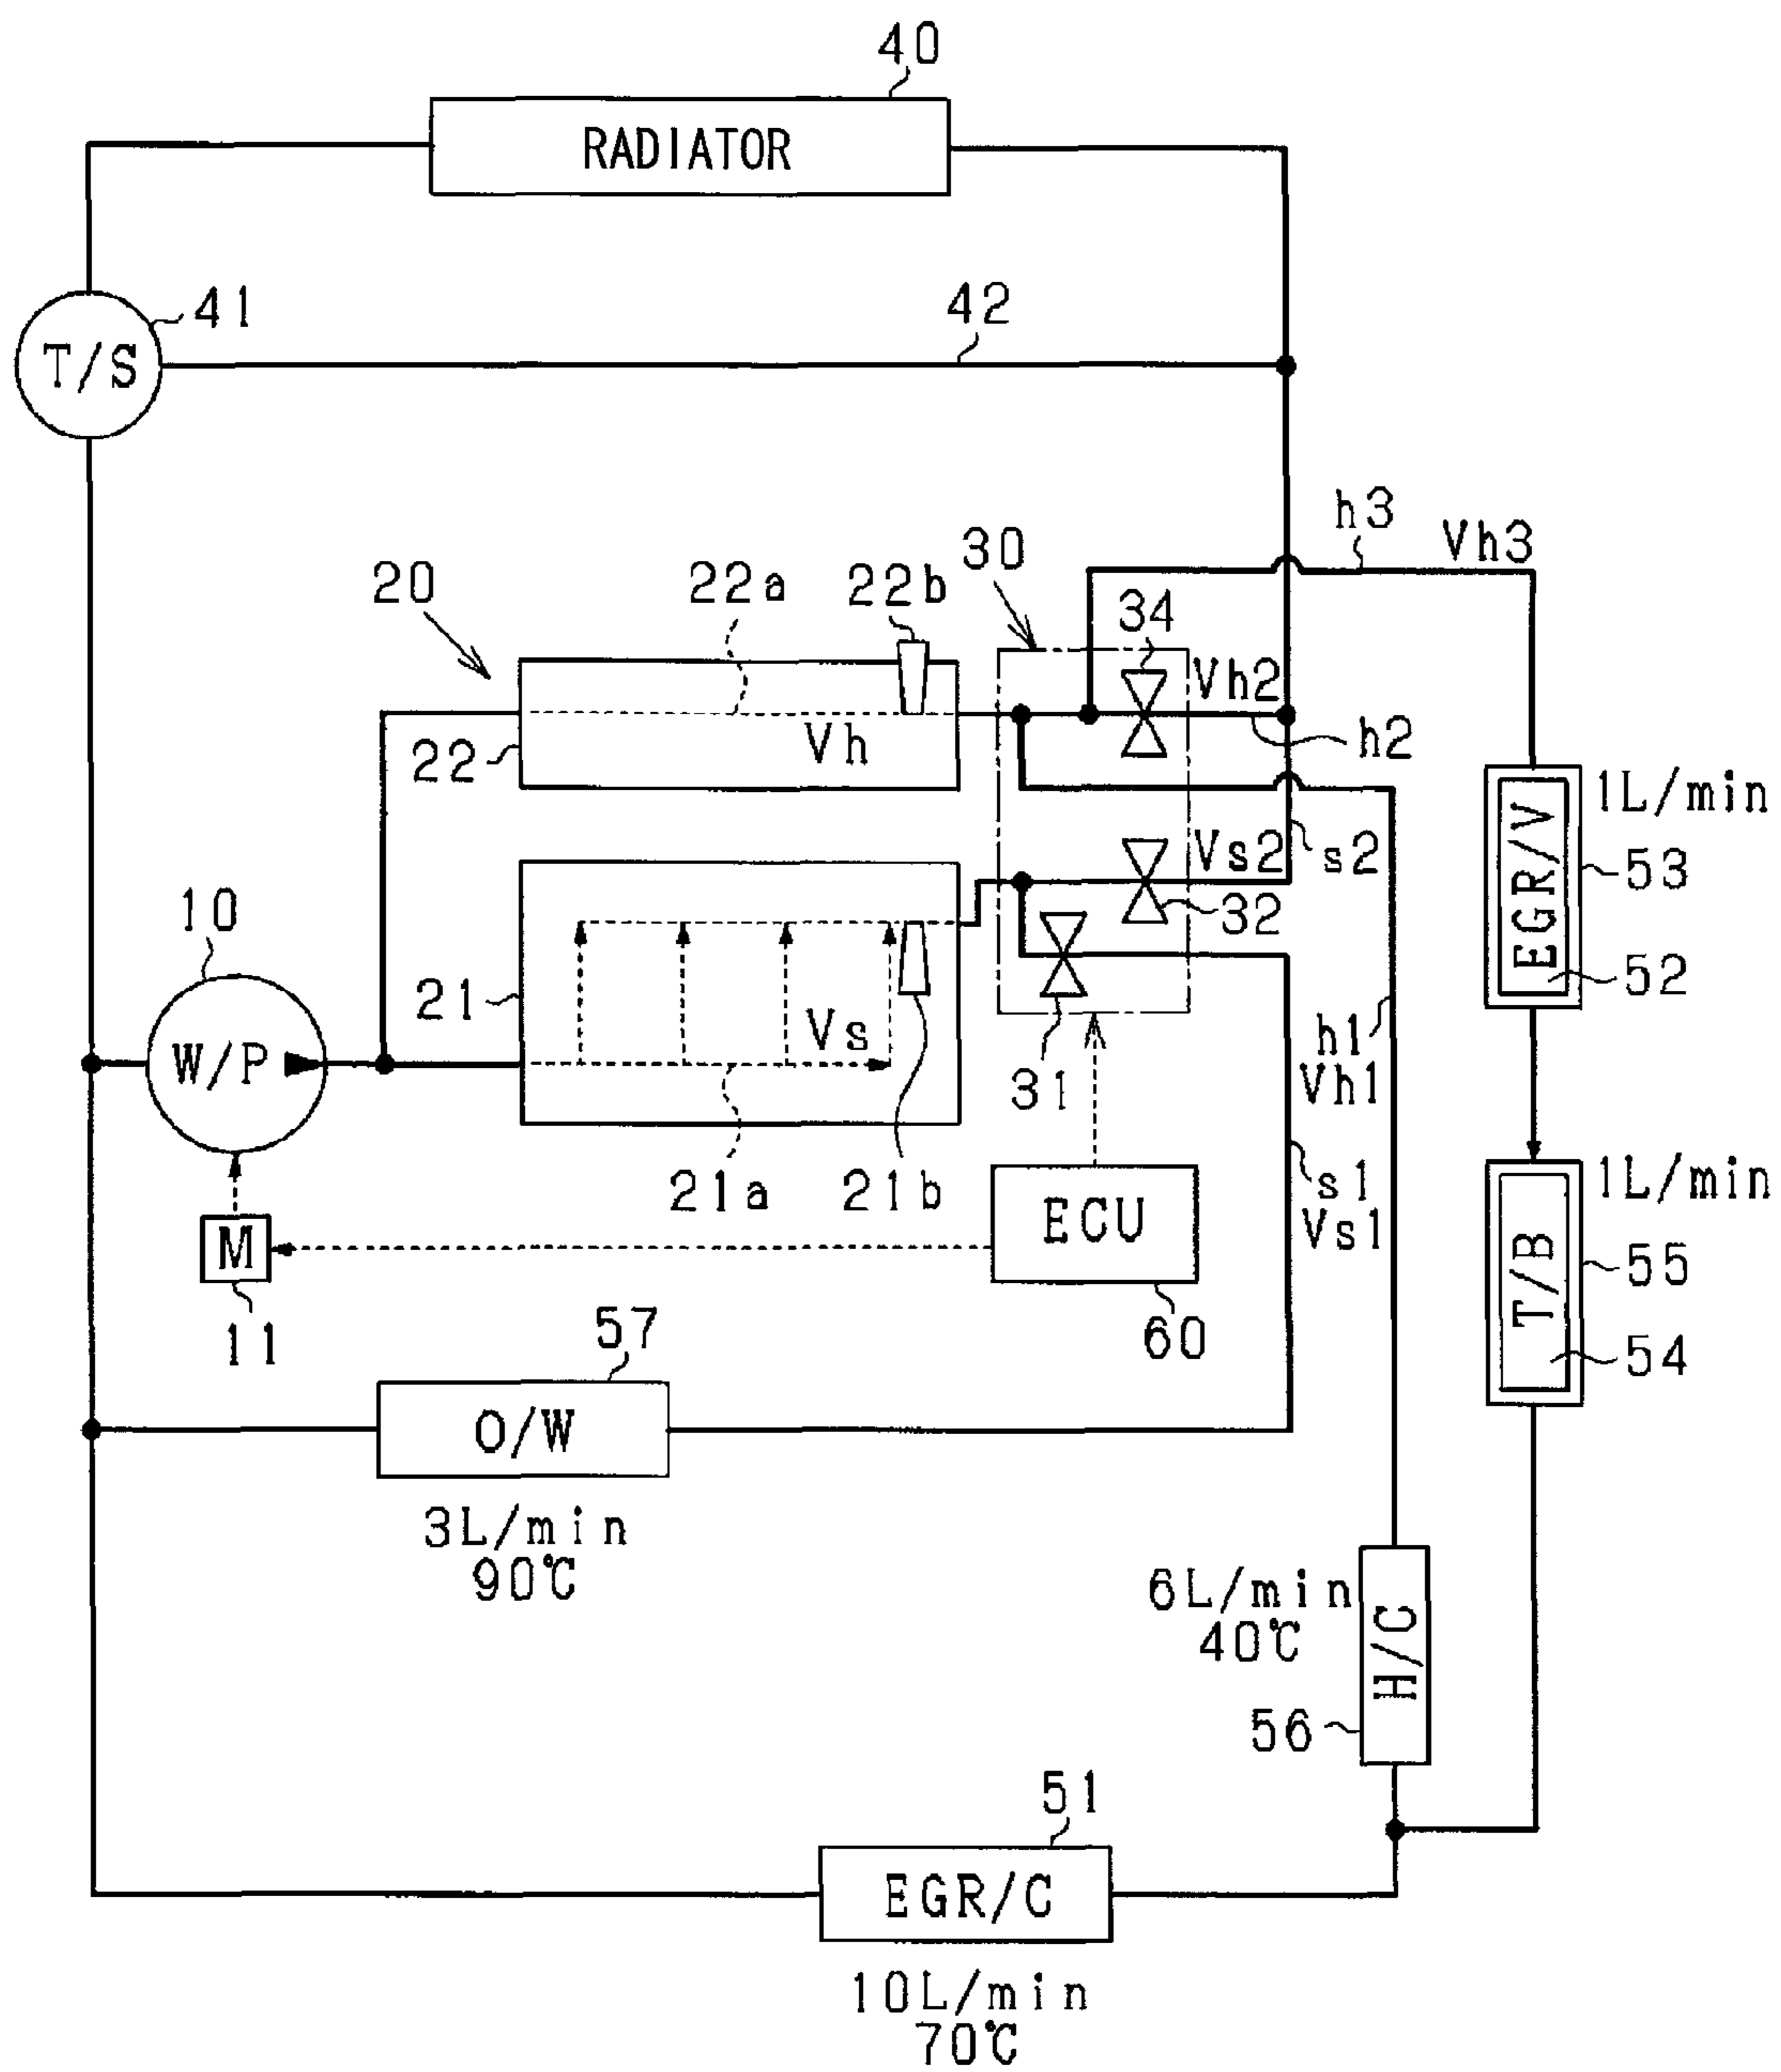 40
RADIATOR
41
T/S
42
h3
Vh3
30
20
22a
22b
34
Vh2
22
Vh
h2
1L/min
EGR/V
53
Vs2
s2
10
32
52
21
Vs
W/P
h1
Vh1
31
21a
21b
s1
Vs1
1L/min
ECU
M
T/B
55
11
57
60
54
O/W
3L/min
90℃
6L/min
40℃
H/C
56
51
EGR/C
10L/min
70℃